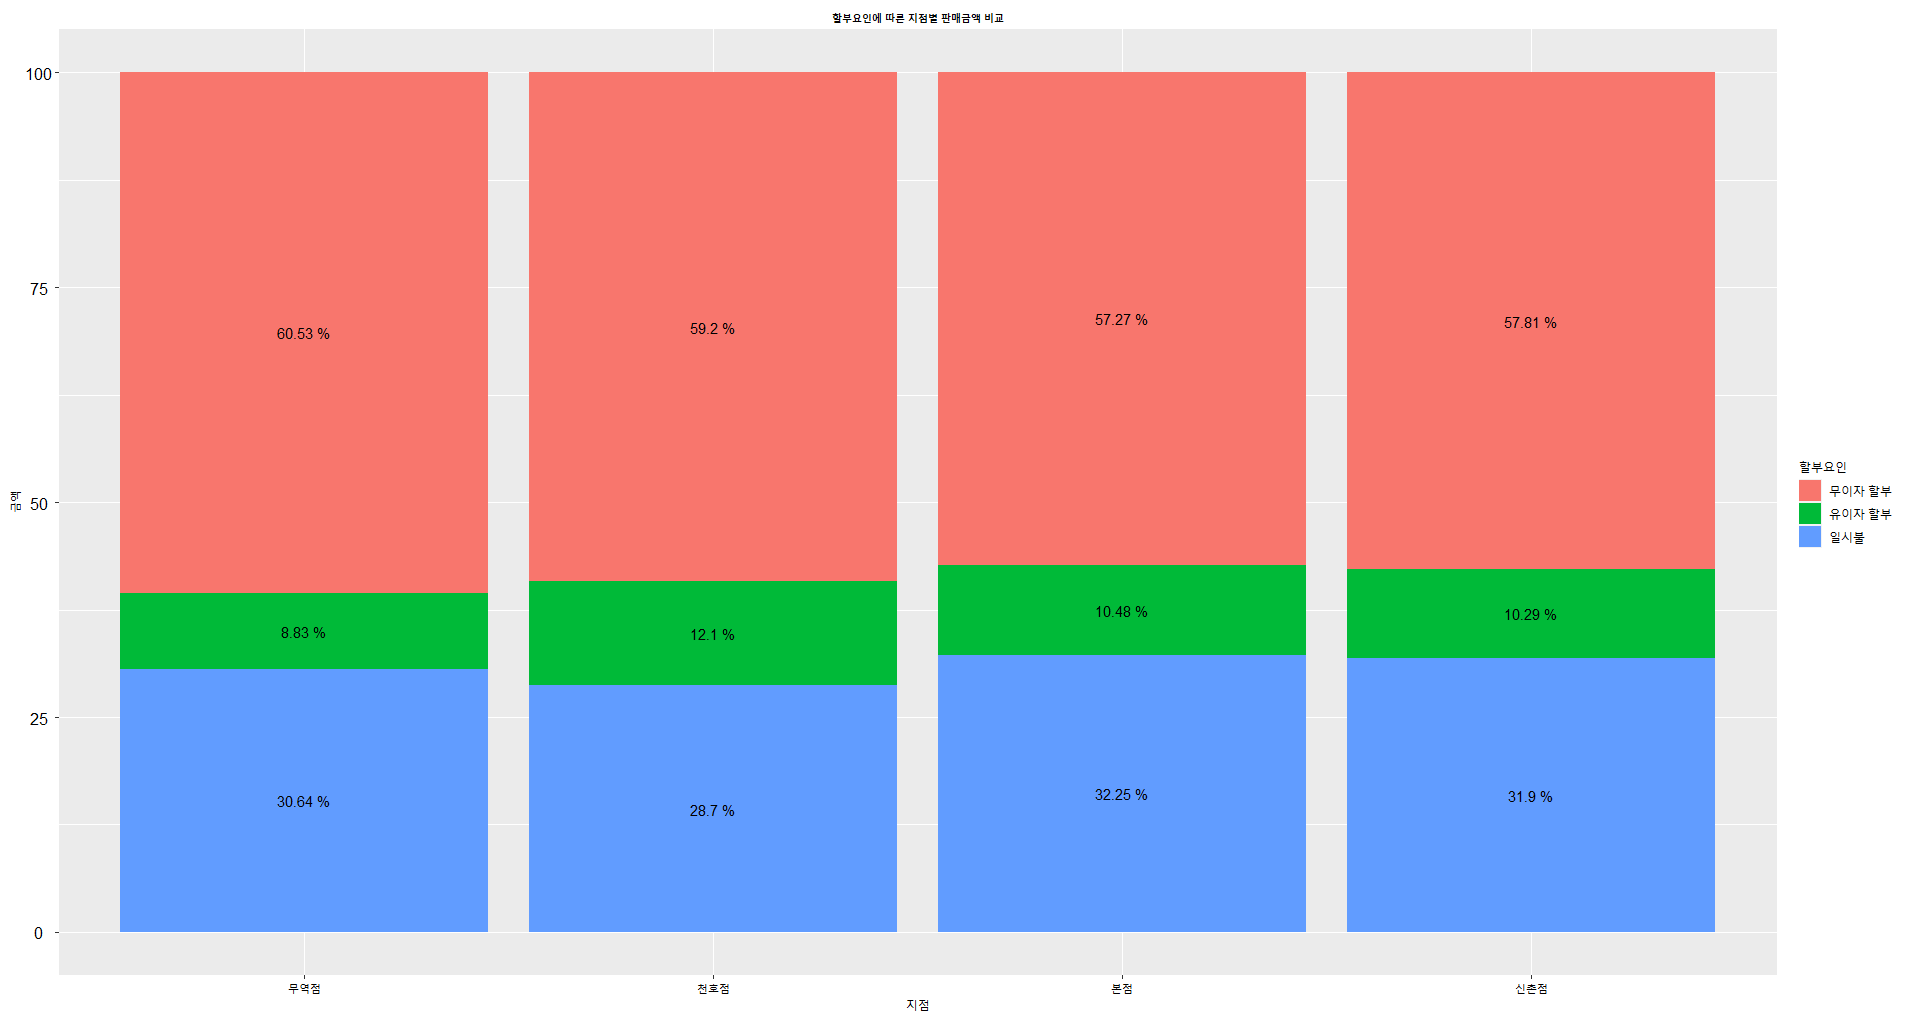 할부요인에 따른 지점별 판매금액 비교
100
75
50
25
0
금액
60.53 %
59.2 %
57.27 %
57.81 %
8.83 %
12.1 %
10.48 %
10.29 %
30.64 %
28.7 %
32.25 %
31.9 %
무역점
천호점
본점
신촌점
지점
할부요인
무이자 할부
유이자 할부
일시불